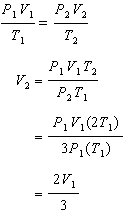 P₁V₁/T₁ = P₂V₂/T₂
V₂ = P₁V₁T₂/P₂T₁
= P₁V₁(2T₁)/3P₁(T₁)
= 2V₁/3